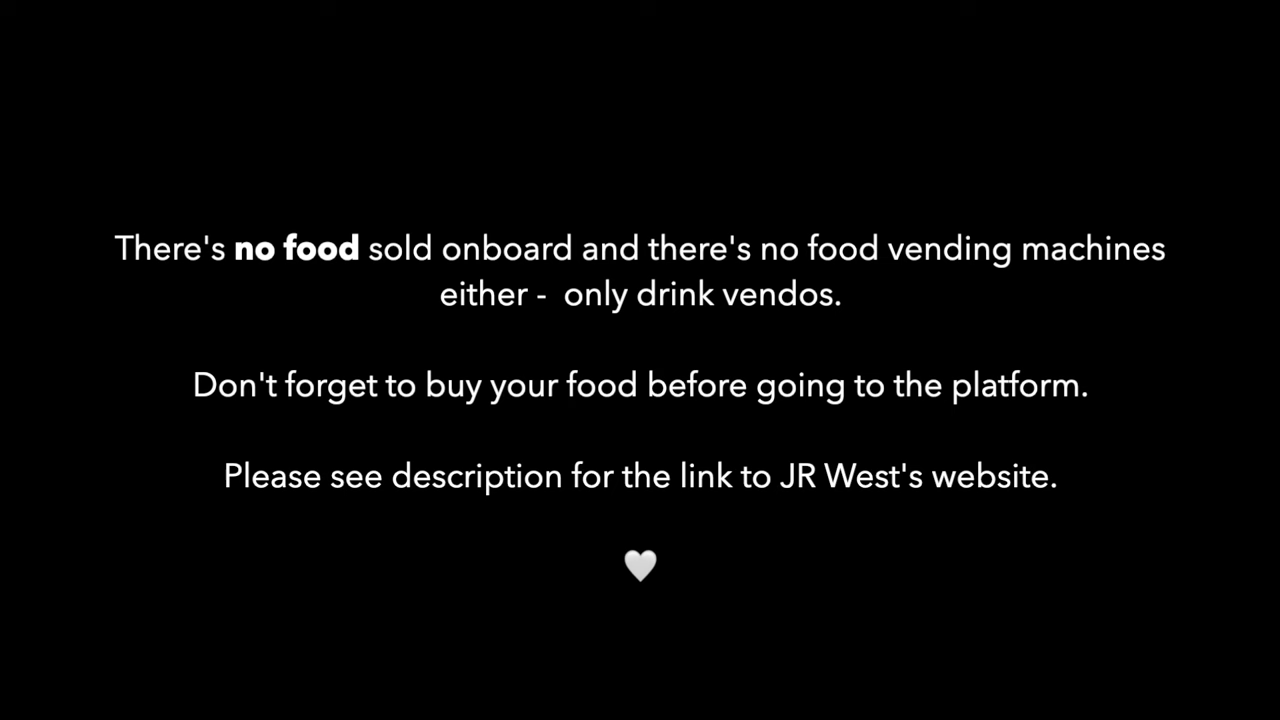 There's no food sold onboard and there's no food vending machines
either -  only drink vendos.
Don't forget to buy your food before going to the platform.
Please see description for the link to JR West's website.
🤍